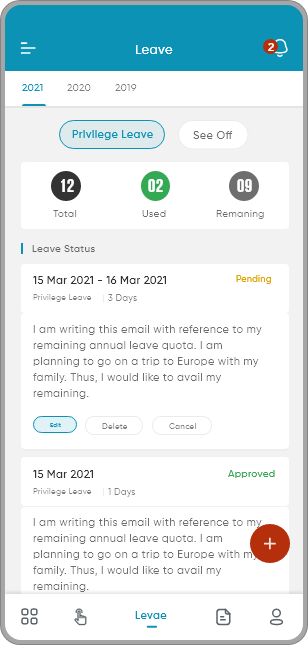 Leave
2
2021 2020 2019
Privilege Leave See Off
12 02 09
Total Used Remaning
Leave Status
15 Mar 2021 - 16 Mar 2021 Pending
Privilege Leave 3 Days
I am writing this email with reference to my
remaining annual leave quota. I am
planning to go on a trip to Europe with my
family. Thus, I would like to avail my
remaining.
Edit Delete Cancel
15 Mar 2021 Approved
Privilege Leave 1 Days
I am writing this email with reference to my
remaining annual leave quota. I am
planning to go on a trip to Europe with my
family. Thus, I would like to avail my
remaining.
Levae